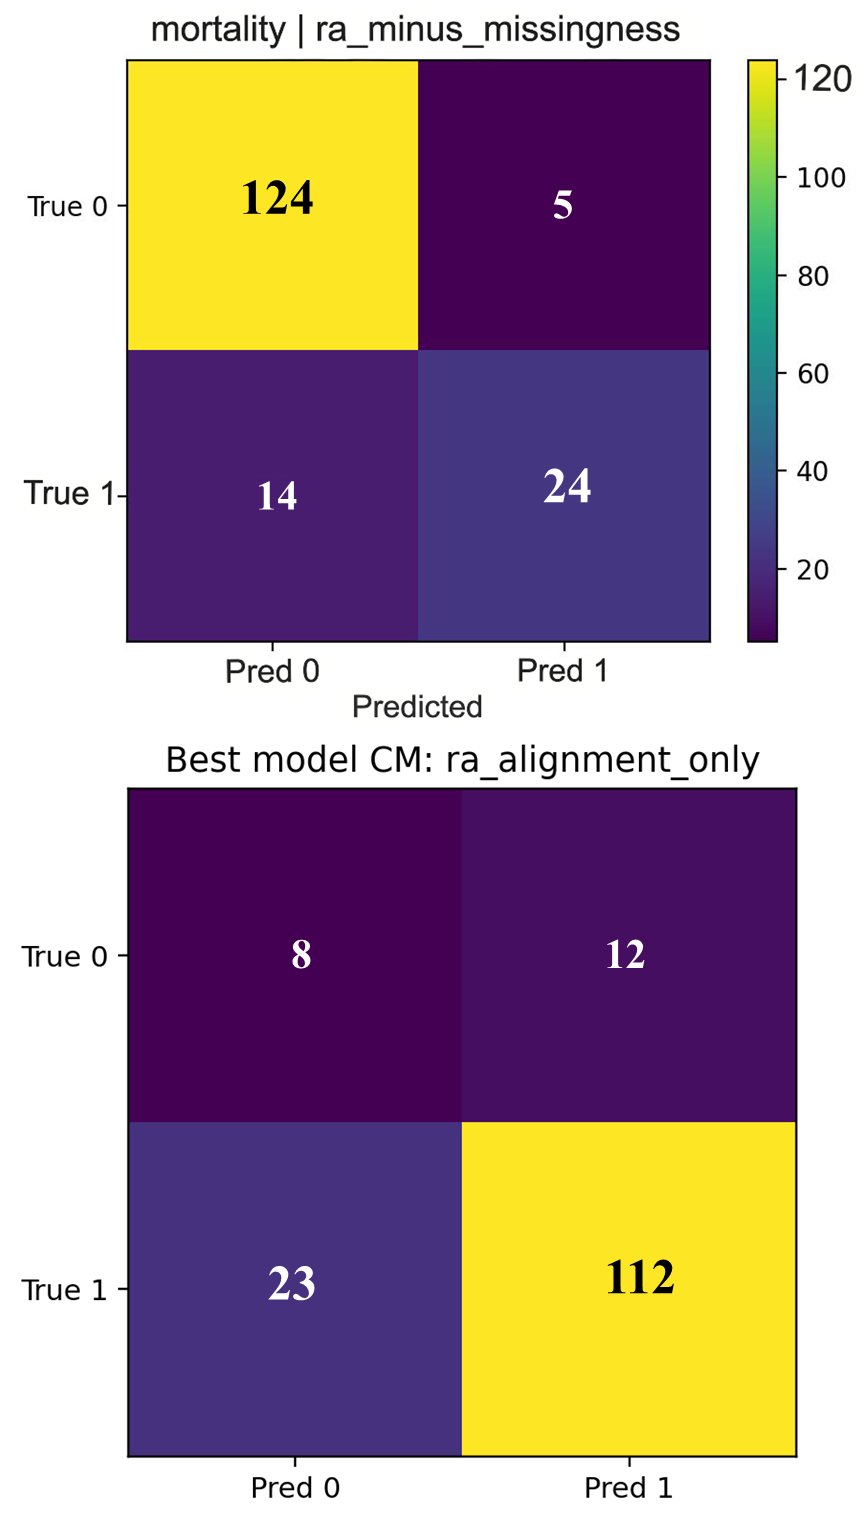 mortality | ra_minus_missingness
120
True 0
124
5
100
80
60
True 1
14
24
40
20
Pred 0
Pred 1
Predicted
Best model CM: ra_alignment_only
True 0
8
12
True 1
23
112
Pred 0
Pred 1